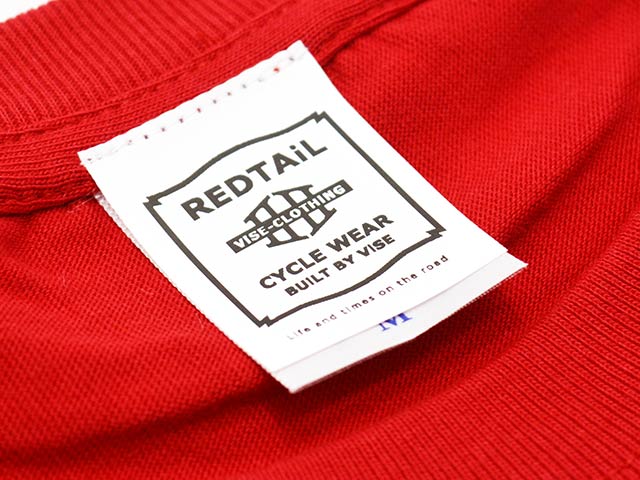 REDTAiL
VISE-CLOTHING
CYCLE WEAR
BUILT BY VISE
Life and times on the road
M